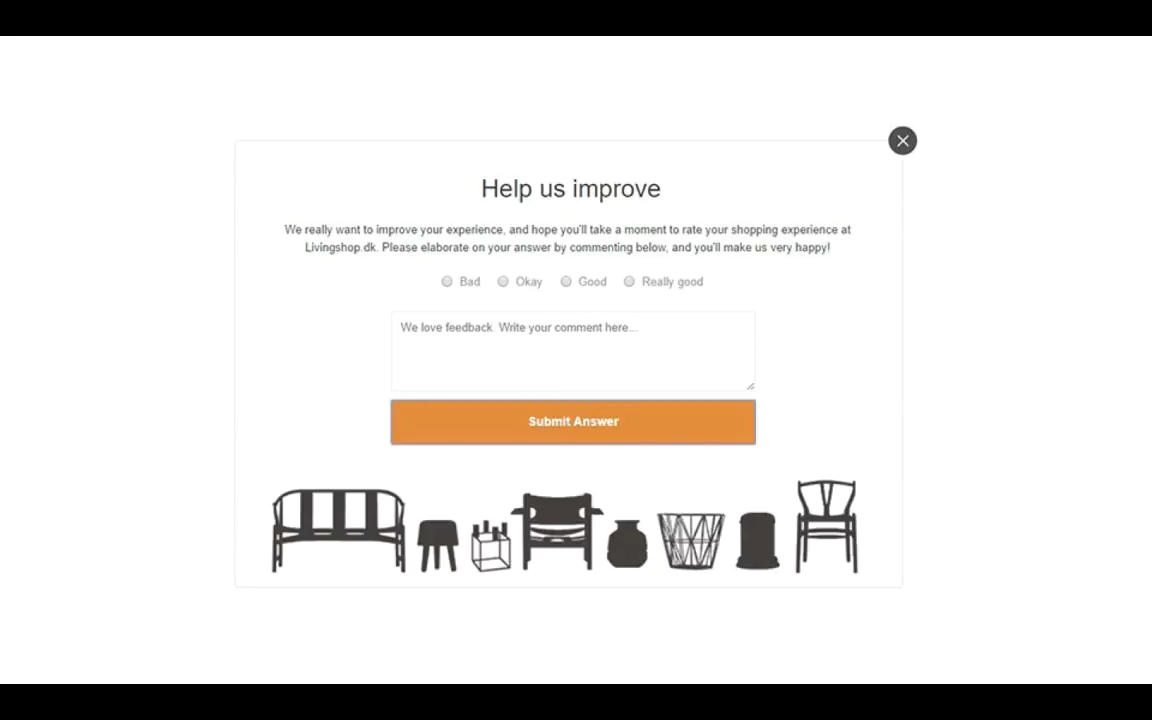 Help us improve
We really want to improve your experience, and hope you'll take a moment to rate your shopping experience at
Livingshop.dk. Please elaborate on your answer by commenting below, and you'll make us very happy!
Bad Okay Good Really good
We love feedback Write your comment here...
Submit Answer